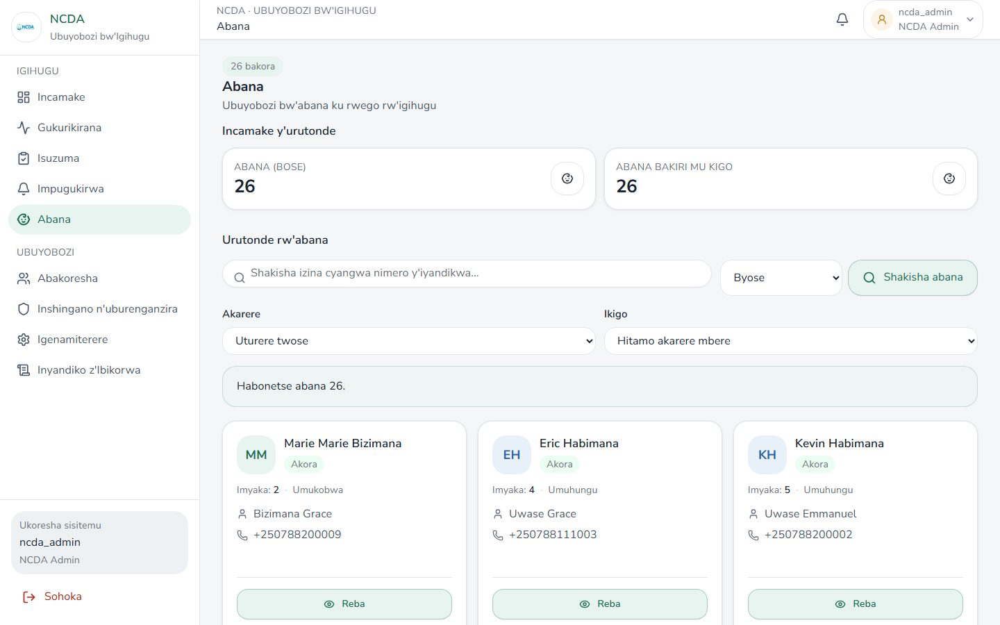 NCDA
NCDA
Ubuyobozi bw'Igihugu
IGIHUGU
Incamake
Gukurikirana
Isuzuma
Impugukirwa
Abana
UBUYOBOZI
Abakoresha
Inshingano n'uburenganzira
Igenamiterere
Inyandiko z'Ibikorwa
Ukoresha sisitemu
ncda_admin
NCDA Admin
Sohoka
NCDA · UBUYOBOZI BW'IGIHUGU
Abana
ncda_admin
NCDA Admin
26 bakora
Abana
Ubuyobozi bw'abana ku rwego rw'igihugu
Incamake y'urutonde
ABANA (BOSE)
26
ABANA BAKIRI MU KIGO
26
Urutonde rw'abana
Shakisha izina cyangwa nimero y'iyandikwa...
Byose
Shakisha abana
Akarere
Ikigo
Uturere twose
Hitamo akarere mbere
Habonetse abana 26.
MM
Marie Marie Bizimana
Akora
Imyaka: 2 · Umukobwa
Bizimana Grace
+250788200009
Reba
EH
Eric Habimana
Akora
Imyaka: 4 · Umuhungu
Uwase Grace
+250788111003
Reba
KH
Kevin Habimana
Akora
Imyaka: 5 · Umuhungu
Uwase Emmanuel
+250788200002
Reba